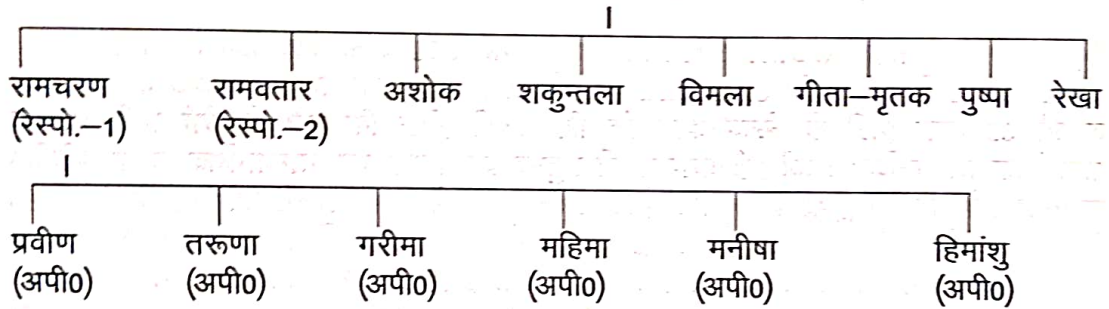 रामचरण रामवतार अशोक शकुन्तला विमला गीता–मृतक पुष्पा रेखा
(रेस्पो.–1) (रेस्पो.–2)
प्रवीण तरूणा गरीमा महिमा मनीषा हिमांशु
(अपी0) (अपी0) (अपी0) (अपी0) (अपी0) (अपी0)